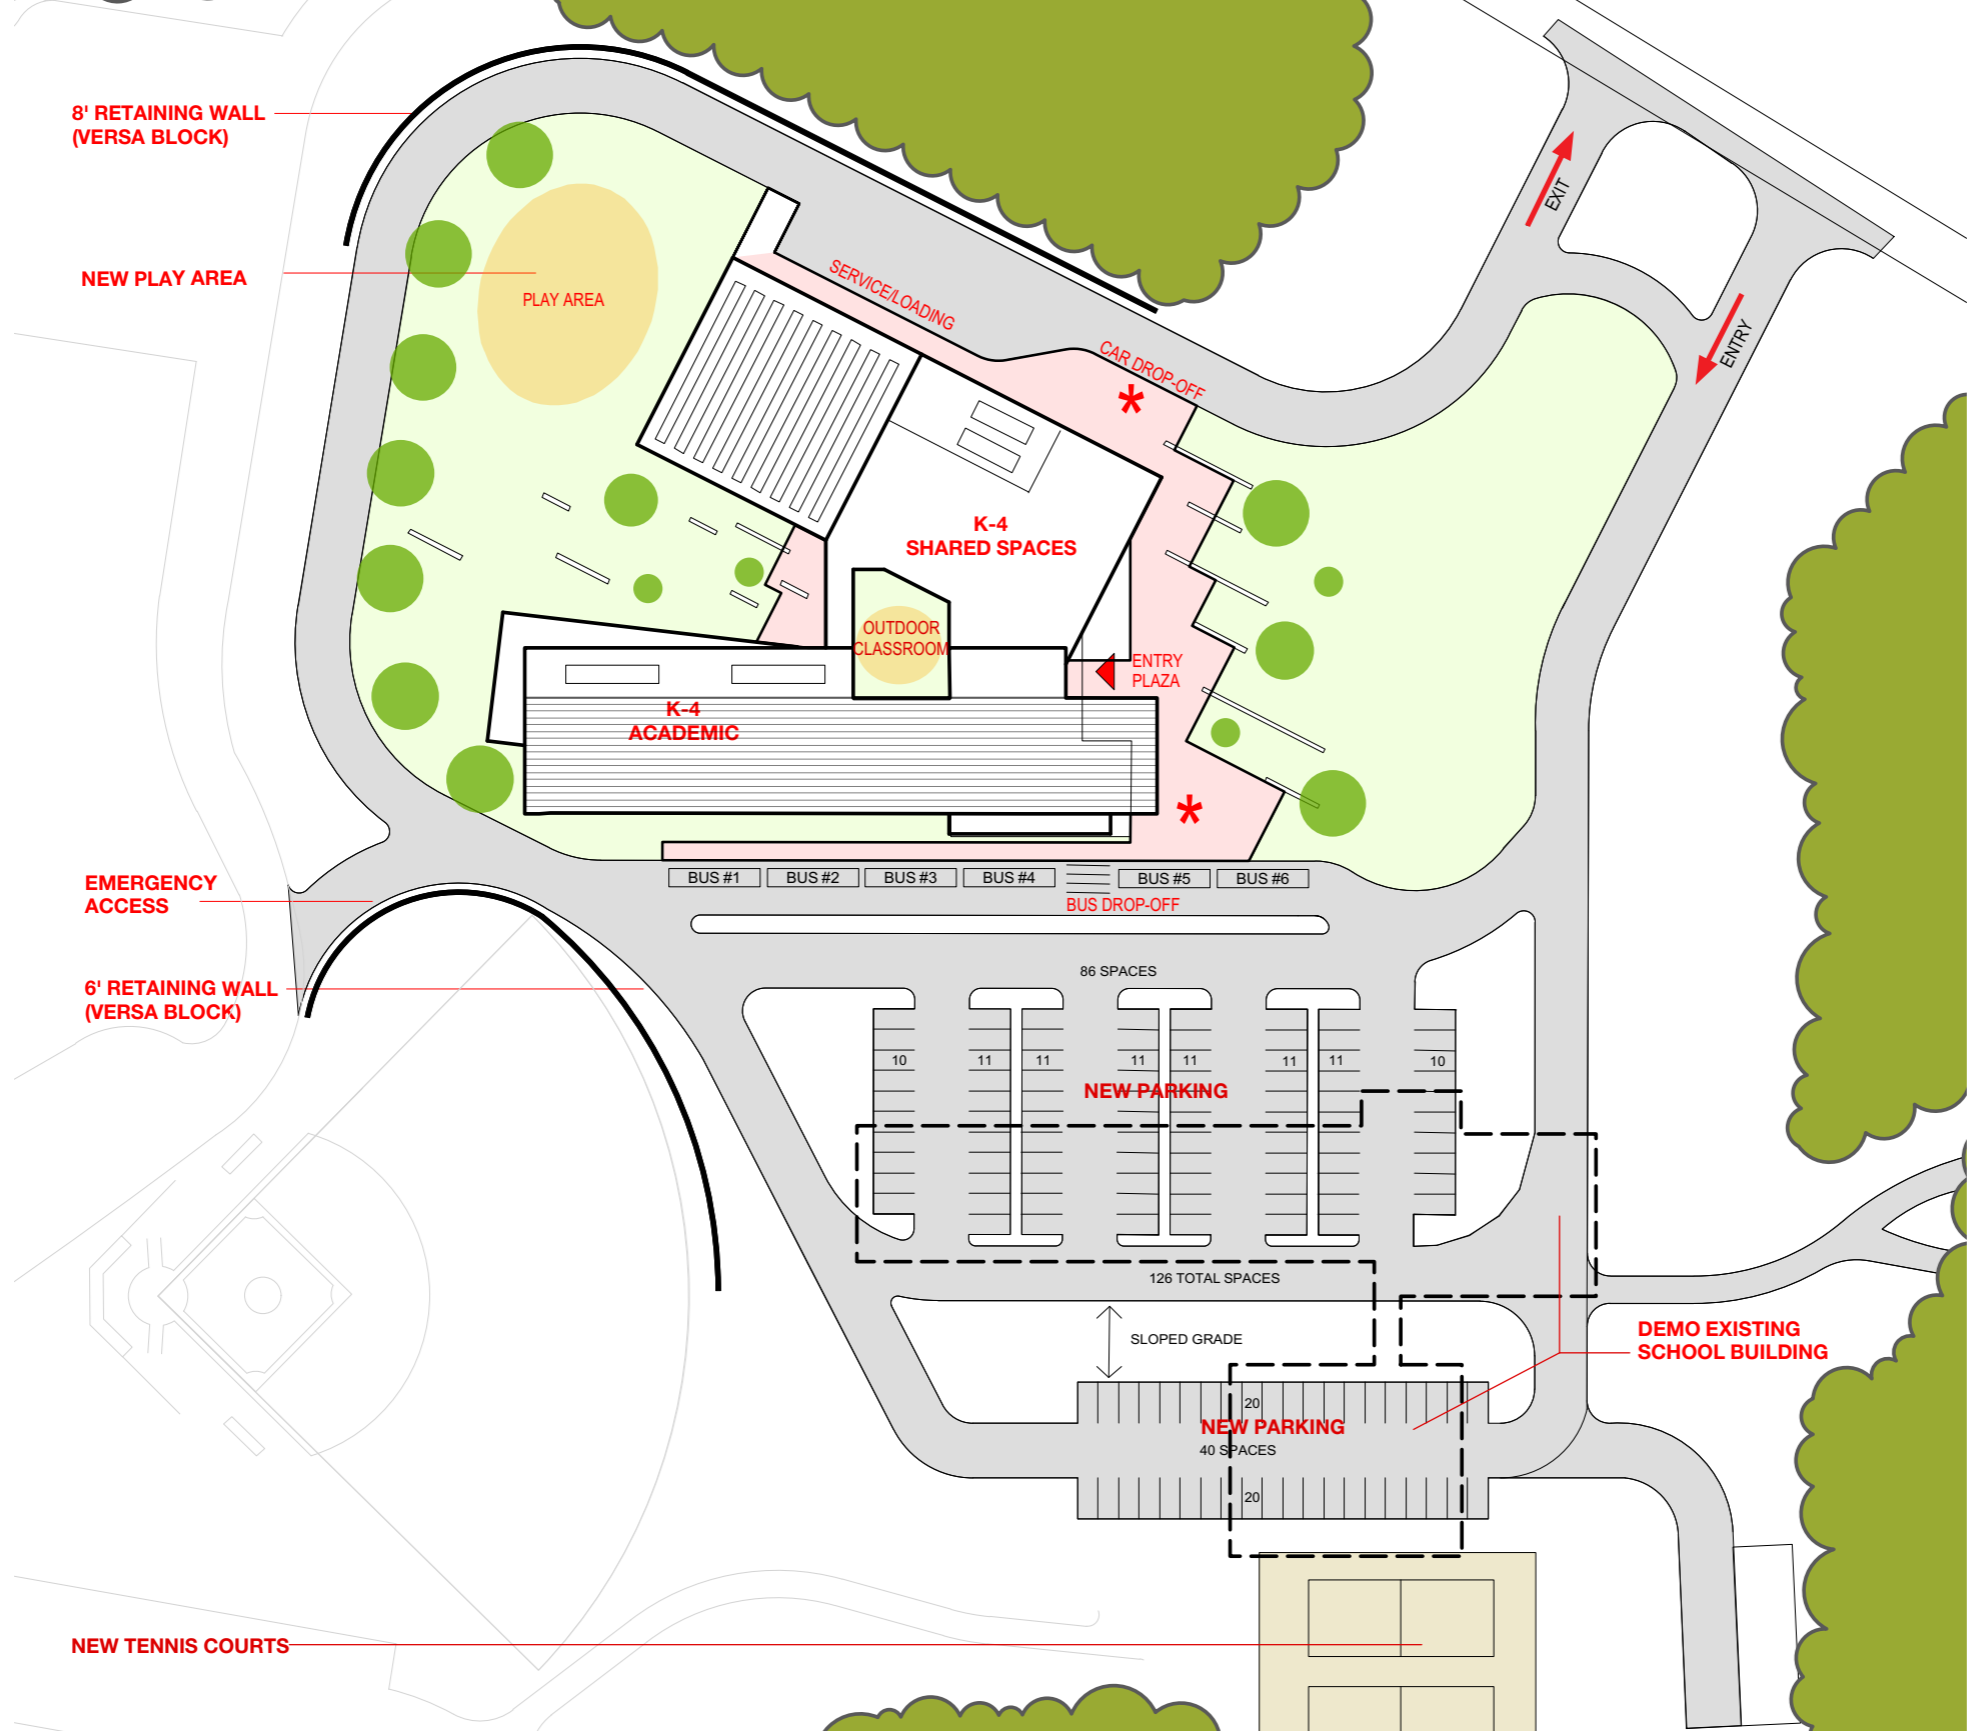 8' RETAINING WALL
(VERSA BLOCK)
EXIT
NEW PLAY AREA
PLAY AREA
SERVICE/LOADING
ENTRY
CAR DROP-OFF
*
K-4
SHARED SPACES
OUTDOOR
CLASSROOM
ENTRY
PLAZA
K-4
ACADEMIC
*
EMERGENCY
ACCESS
BUS #1
BUS #2
BUS #3
BUS #4
BUS #5
BUS #6
BUS DROP-OFF
86 SPACES
6' RETAINING WALL
(VERSA BLOCK)
10
11
11
11
11
11
11
10
NEW PARKING
126 TOTAL SPACES
SLOPED GRADE
DEMO EXISTING
SCHOOL BUILDING
20
NEW PARKING
40 SPACES
20
NEW TENNIS COURTS